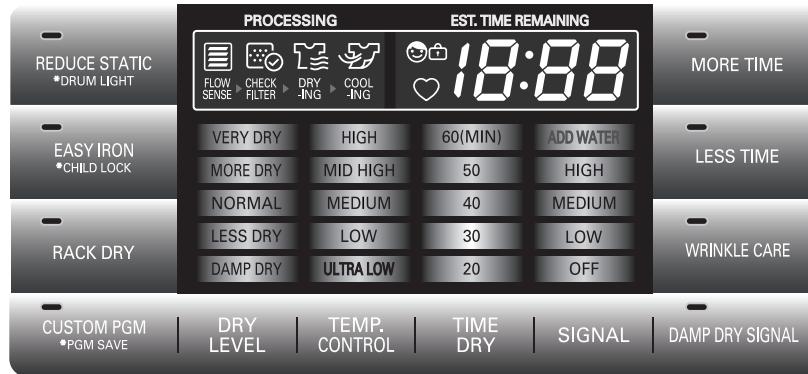 PROCESSING
EST. TIME REMAINING
REDUCE STATIC
*DRUM LIGHT
FLOW SENSE
CHECK FILTER
DRY -ING
COOL -ING
18:88
MORE TIME
EASY IRON
*CHILD LOCK
VERY DRY HIGH 60(MIN) ADD WATER
MORE DRY MID HIGH 50 HIGH
NORMAL MEDIUM 40 MEDIUM
LESS DRY LOW 30 LOW
DAMP DRY ULTRA LOW 20 OFF
LESS TIME
RACK DRY
WRINKLE CARE
CUSTOM PGM
*PGM SAVE
DRY LEVEL
TEMP. CONTROL
TIME DRY
SIGNAL
DAMP DRY SIGNAL